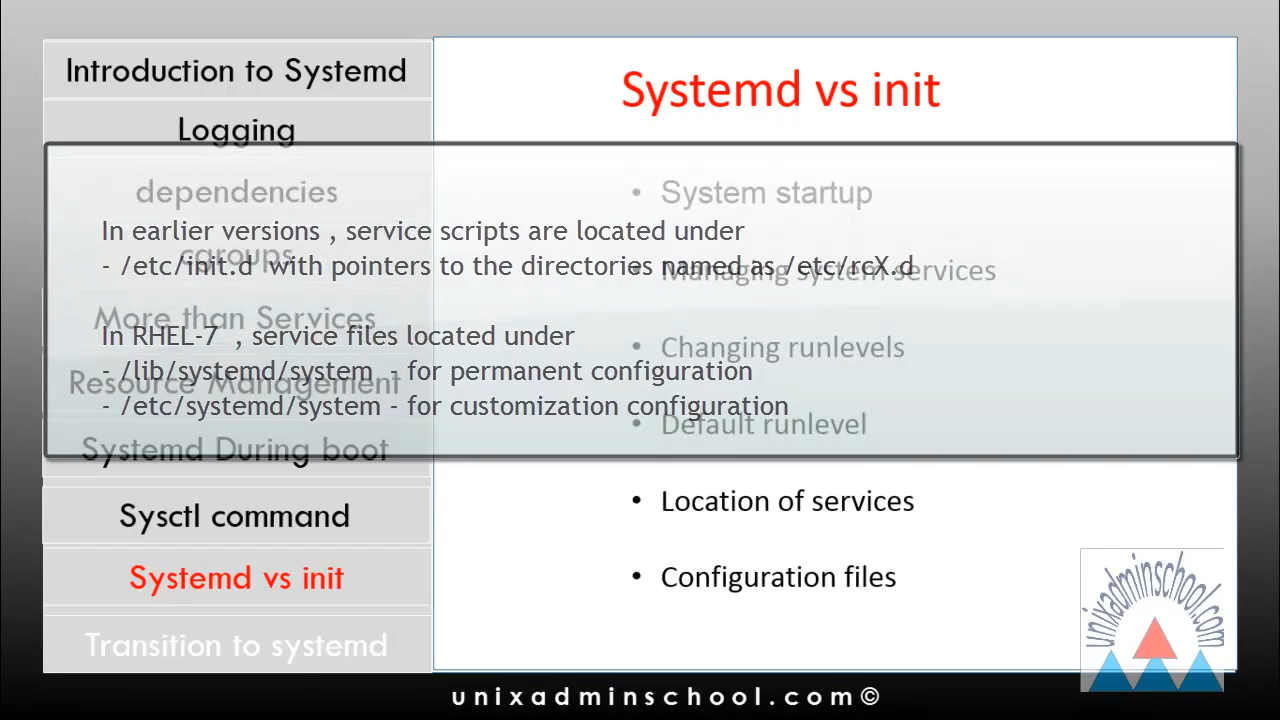 Introduction to Systemd
Logging
dependencies
cgroups
More than Services
Resource Management
Systemd During boot
Sysctl command
Systemd vs init
Transition to systemd
Systemd vs init
• System startup
• Managing system services
• Changing runlevels
• Default runlevel
• Location of services
• Configuration files
In earlier versions , service scripts are located under
- /etc/init.d with pointers to the directories named as /etc/rcX.d
In RHEL-7 , service files located under
- /lib/systemd/system - for permanent configuration
- /etc/systemd/system - for customization configuration
unixadminschool.com
unixadminschool.com©